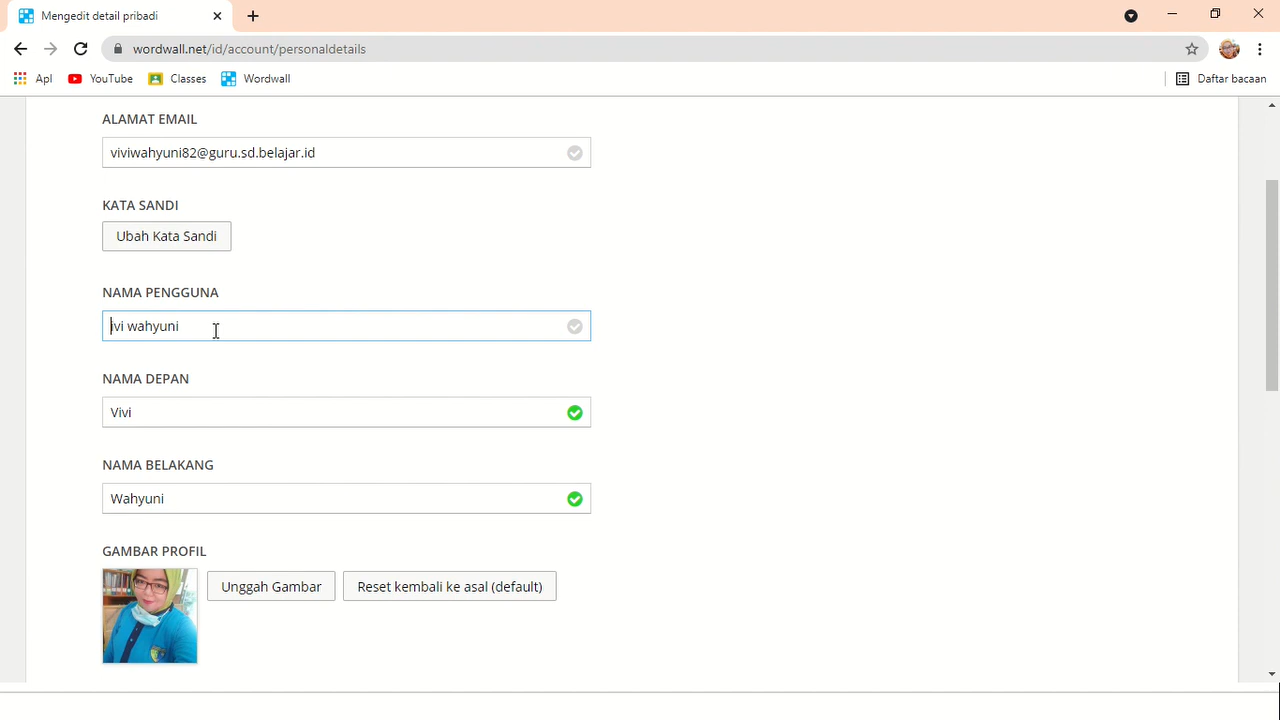 Mengedit detail pribadi
wordwall.net/id/account/personaldetails
Apl YouTube Classes Wordwall Daftar bacaan
ALAMAT EMAIL
viviwahyuni82@guru.sd.belajar.id
KATA SANDI
Ubah Kata Sandi
NAMA PENGGUNA
ivi wahyuni
NAMA DEPAN
Vivi
NAMA BELAKANG
Wahyuni
GAMBAR PROFIL
Unggah Gambar Reset kembali ke asal (default)